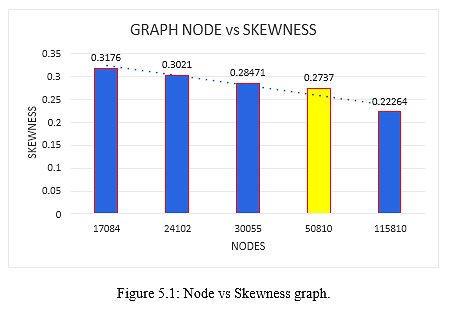 GRAPH NODE vs SKEWNESS
0.35
0.3
0.25
0.2
0.15
0.1
0.05
0
SKEWNESS
0.3176
0.3021
0.28471
0.2737
0.22264
17084 24102 30055 50810 115810
NODES
Figure 5.1: Node vs Skewness graph.